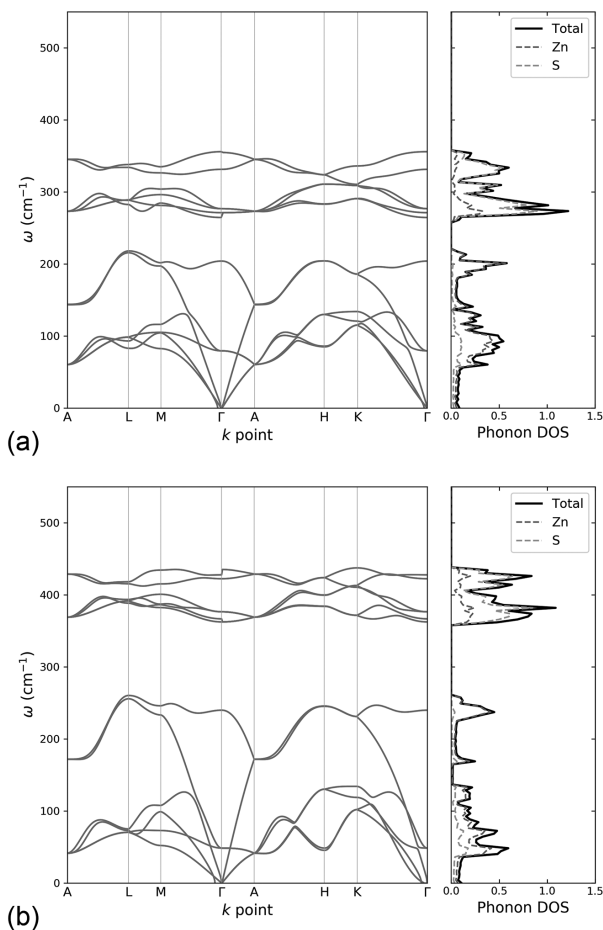 500
400
300
200
100
0
ω (cm⁻¹)
A L M Γ A H K Γ
k point
Total
Zn
S
0.0 0.5 1.0 1.5
Phonon DOS
(a)
500
400
300
200
100
0
ω (cm⁻¹)
A L M Γ A H K Γ
k point
Total
Zn
S
0.0 0.5 1.0 1.5
Phonon DOS
(b)